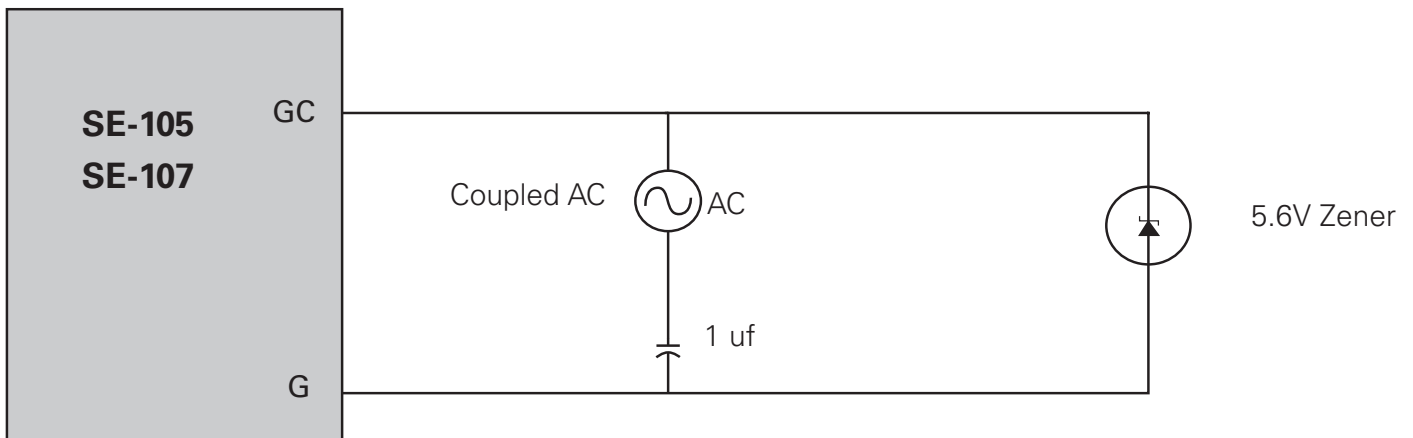 SE-105
SE-107
GC
Coupled AC
AC
5.6V Zener
1 uf
G